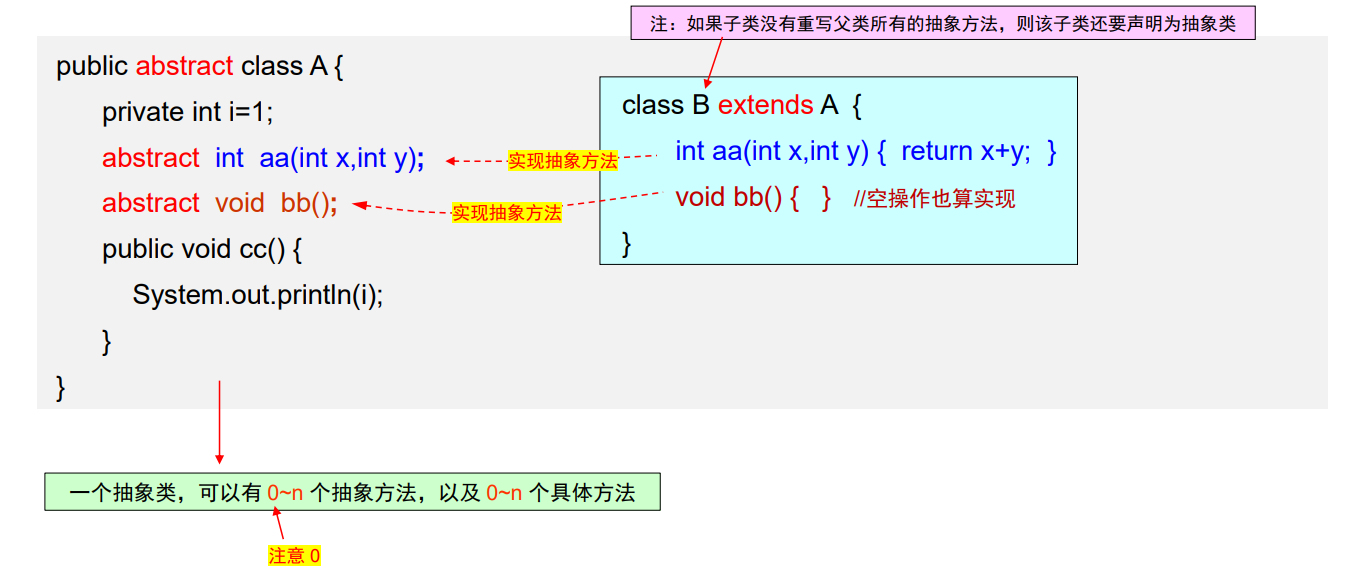 注：如果子类没有重写父类所有的抽象方法，则该子类还要声明为抽象类
public abstract class A {
private int i=1;
abstract int aa(int x,int y);
abstract void bb();
public void cc() {
System.out.println(i);
}
}
实现抽象方法
实现抽象方法
class B extends A {
int aa(int x,int y) { return x+y; }
void bb() { } //空操作也算实现
}
一个抽象类，可以有 0~n 个抽象方法，以及 0~n 个具体方法
注意 0